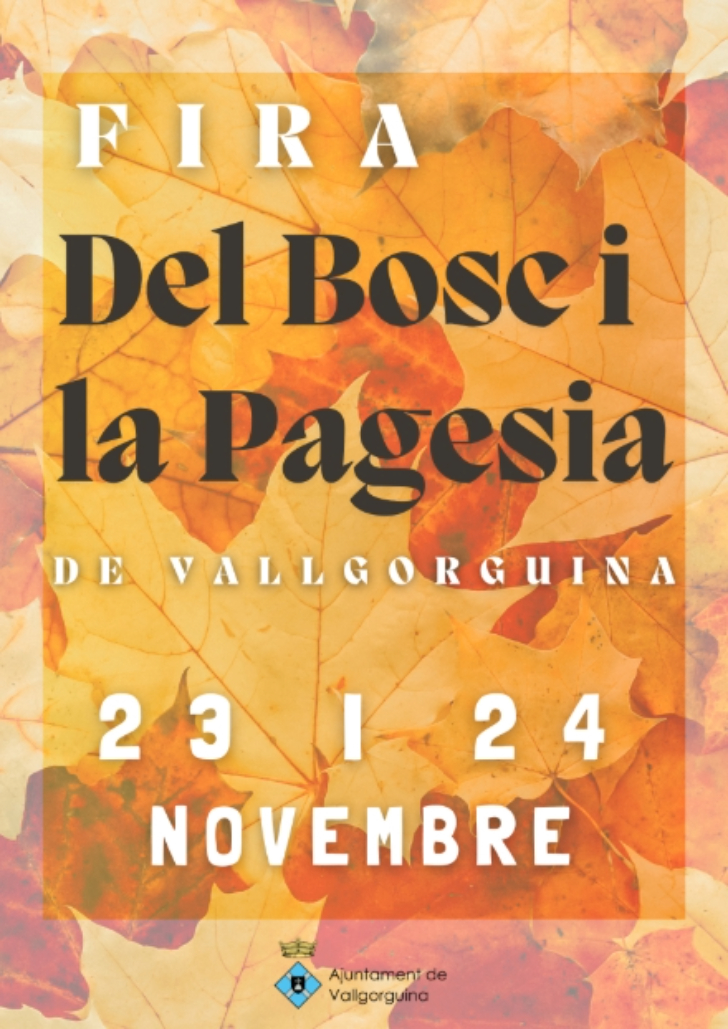 FIRA
Del Bosc i
la Pagesia
DE VALLGORGUINA
23 I 24
NOVEMBRE
Ajuntament de
Vallgorguina